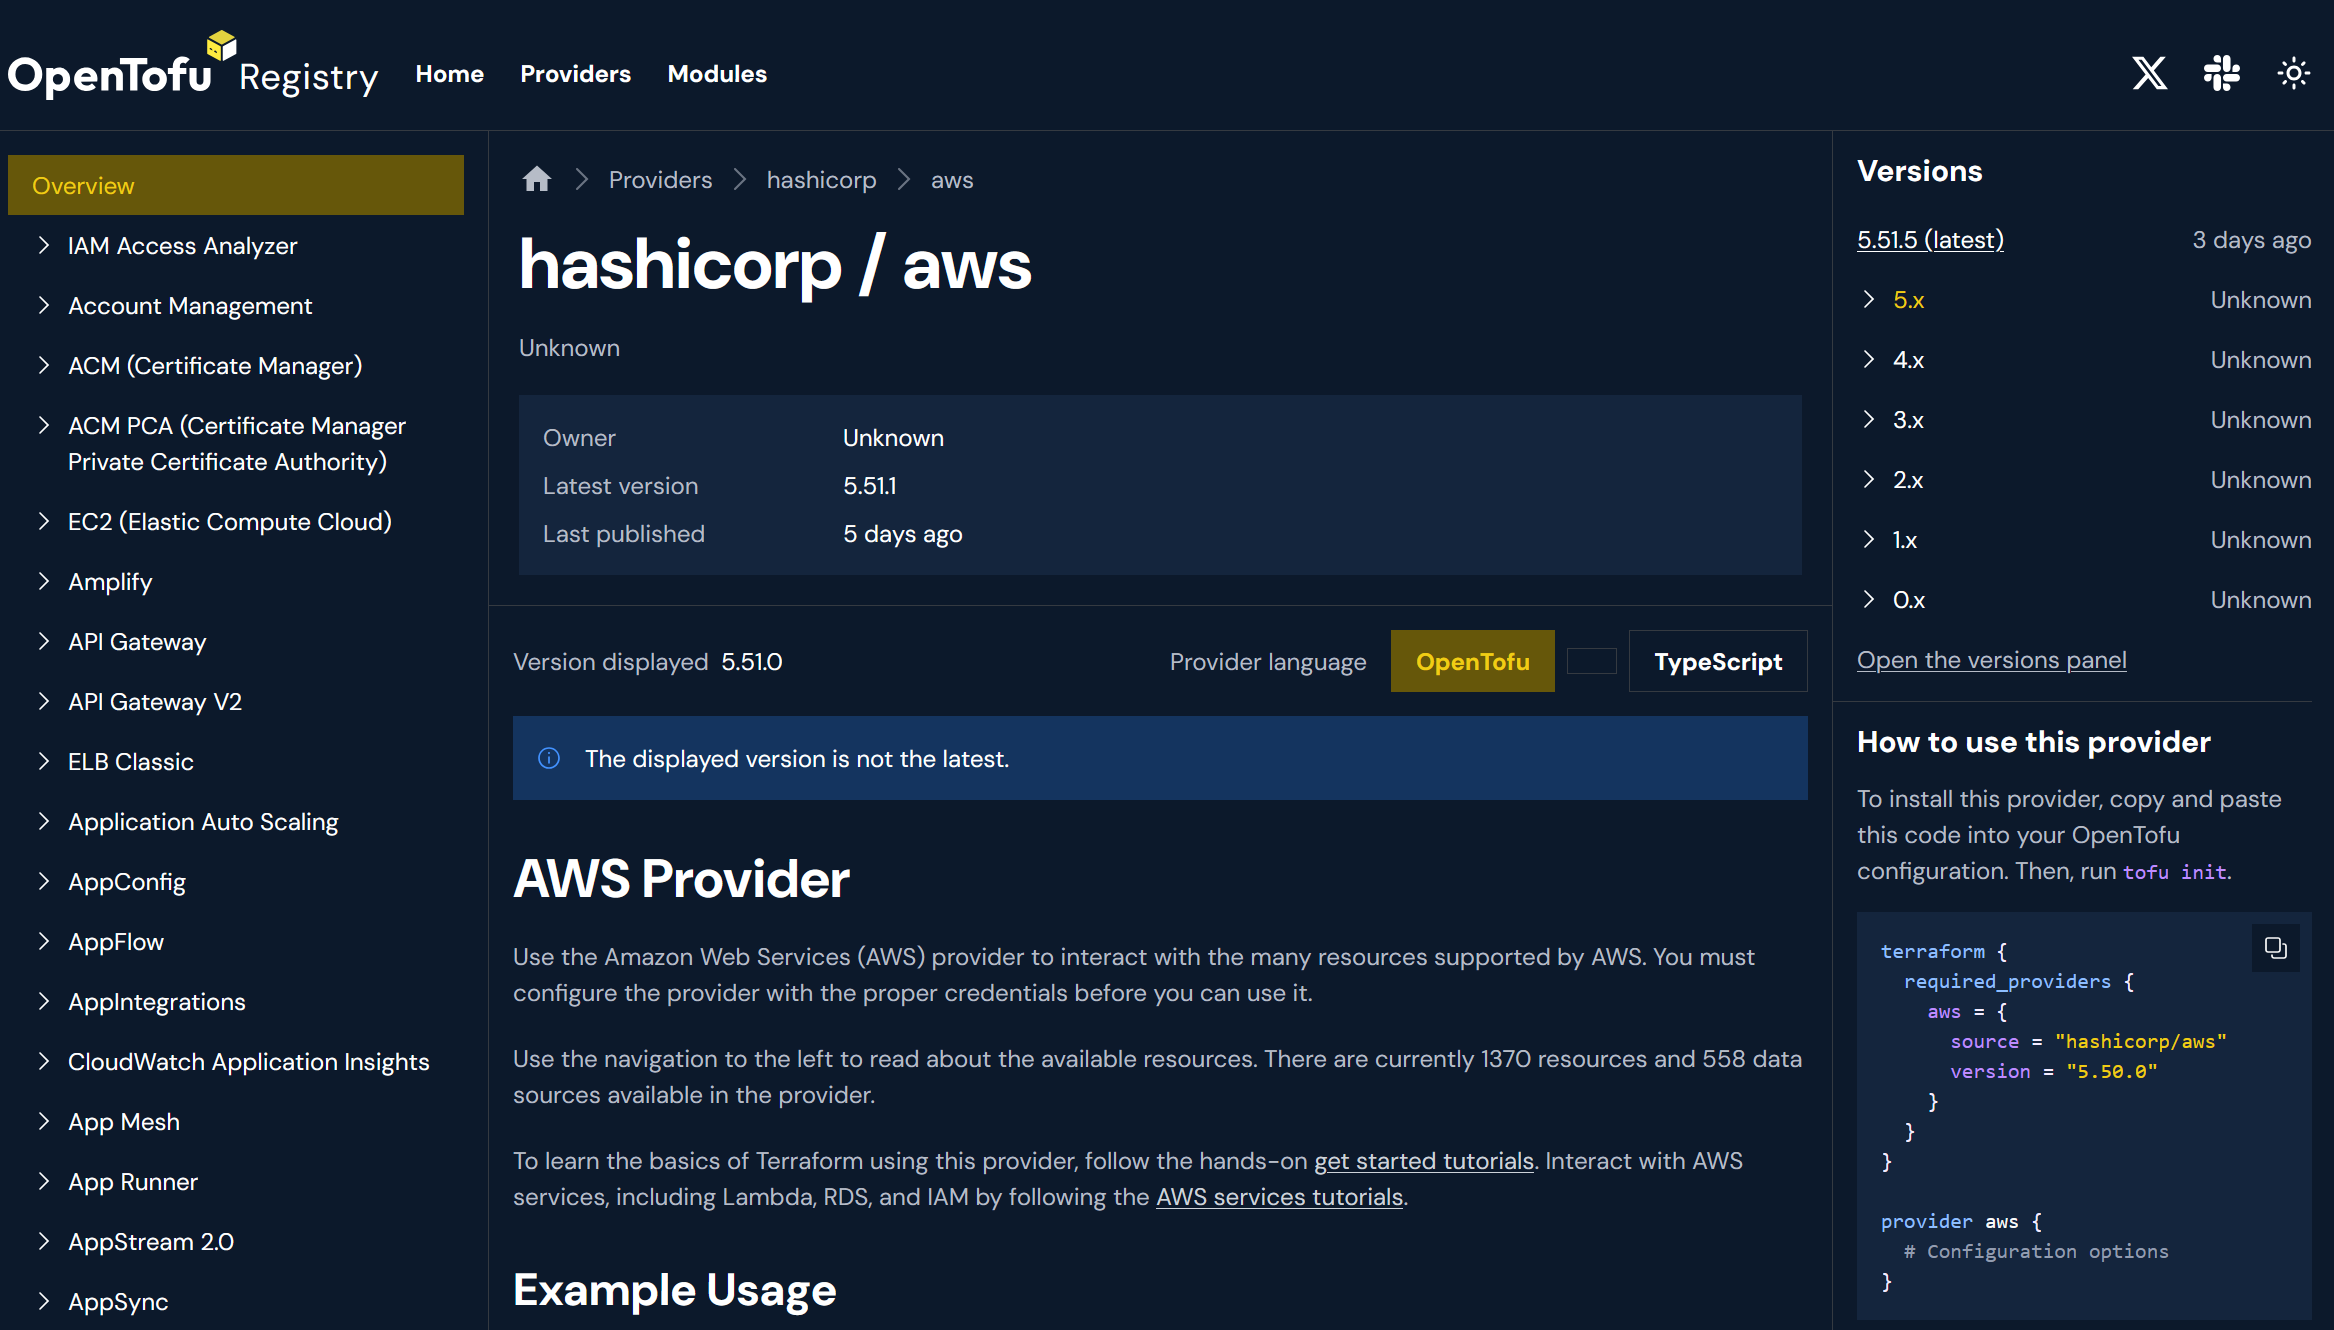 OpenTofu Registry
Home
Providers
Modules
Overview
IAM Access Analyzer
Account Management
ACM (Certificate Manager)
ACM PCA (Certificate Manager
Private Certificate Authority)
EC2 (Elastic Compute Cloud)
Amplify
API Gateway
API Gateway V2
ELB Classic
Application Auto Scaling
AppConfig
AppFlow
AppIntegrations
CloudWatch Application Insights
App Mesh
App Runner
AppStream 2.0
AppSync
Providers
hashicorp
aws
hashicorp / aws
Unknown
Owner Unknown
Latest version 5.51.1
Last published 5 days ago
Version displayed 5.51.0
Provider language
OpenTofu
TypeScript
The displayed version is not the latest.
AWS Provider
Use the Amazon Web Services (AWS) provider to interact with the many resources supported by AWS. You must
configure the provider with the proper credentials before you can use it.
Use the navigation to the left to read about the available resources. There are currently 1370 resources and 558 data
sources available in the provider.
To learn the basics of Terraform using this provider, follow the hands-on get started tutorials. Interact with AWS
services, including Lambda, RDS, and IAM by following the AWS services tutorials.
Example Usage
Versions
5.51.5 (latest) 3 days ago
5.x Unknown
4.x Unknown
3.x Unknown
2.x Unknown
1.x Unknown
0.x Unknown
Open the versions panel
How to use this provider
To install this provider, copy and paste
this code into your OpenTofu
configuration. Then, run tofu init.
terraform {
  required_providers {
    aws = {
      source = "hashicorp/aws"
      version = "5.50.0"
    }
  }
}
provider aws {
  # Configuration options
}